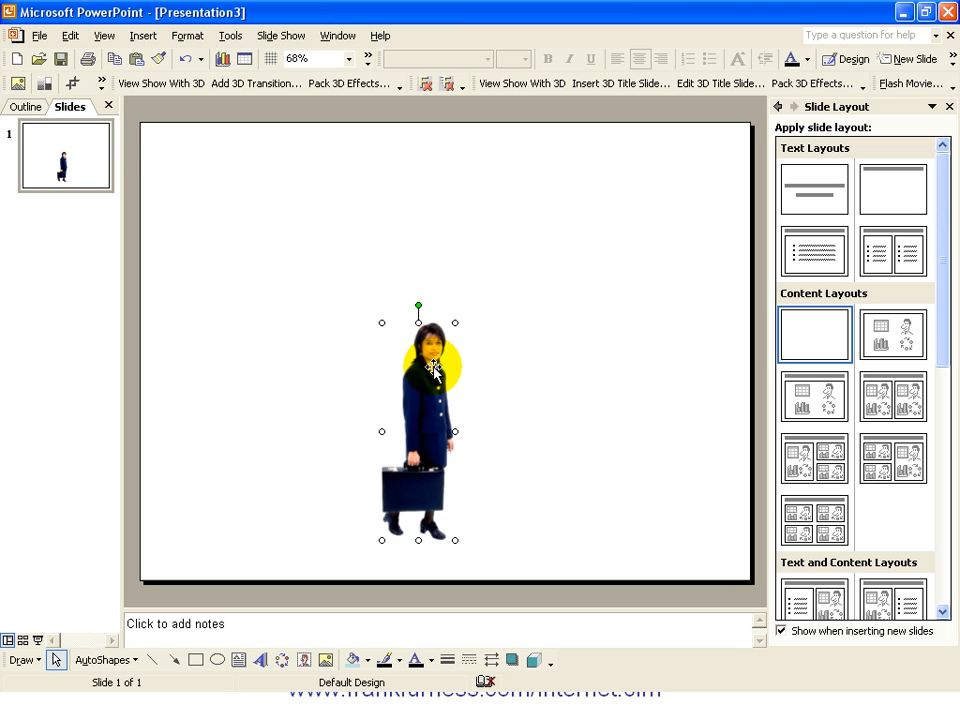 Microsoft PowerPoint - [Presentation3]
File Edit View Insert Format Tools Slide Show Window Help Type a question for help
68% B I U S A A Design New Slide
View Show With 3D Add 3D Transition... Pack 3D Effects... View Show With 3D Insert 3D Title Slide... Edit 3D Title Slide... Pack 3D Effects... Flash Movie...
Outline Slides Slide Layout
1
Apply slide layout:
Text Layouts
Content Layouts
Text and Content Layouts
Click to add notes
Show when inserting new slides
Draw AutoShapes A A
Slide 1 of 1 Default Design